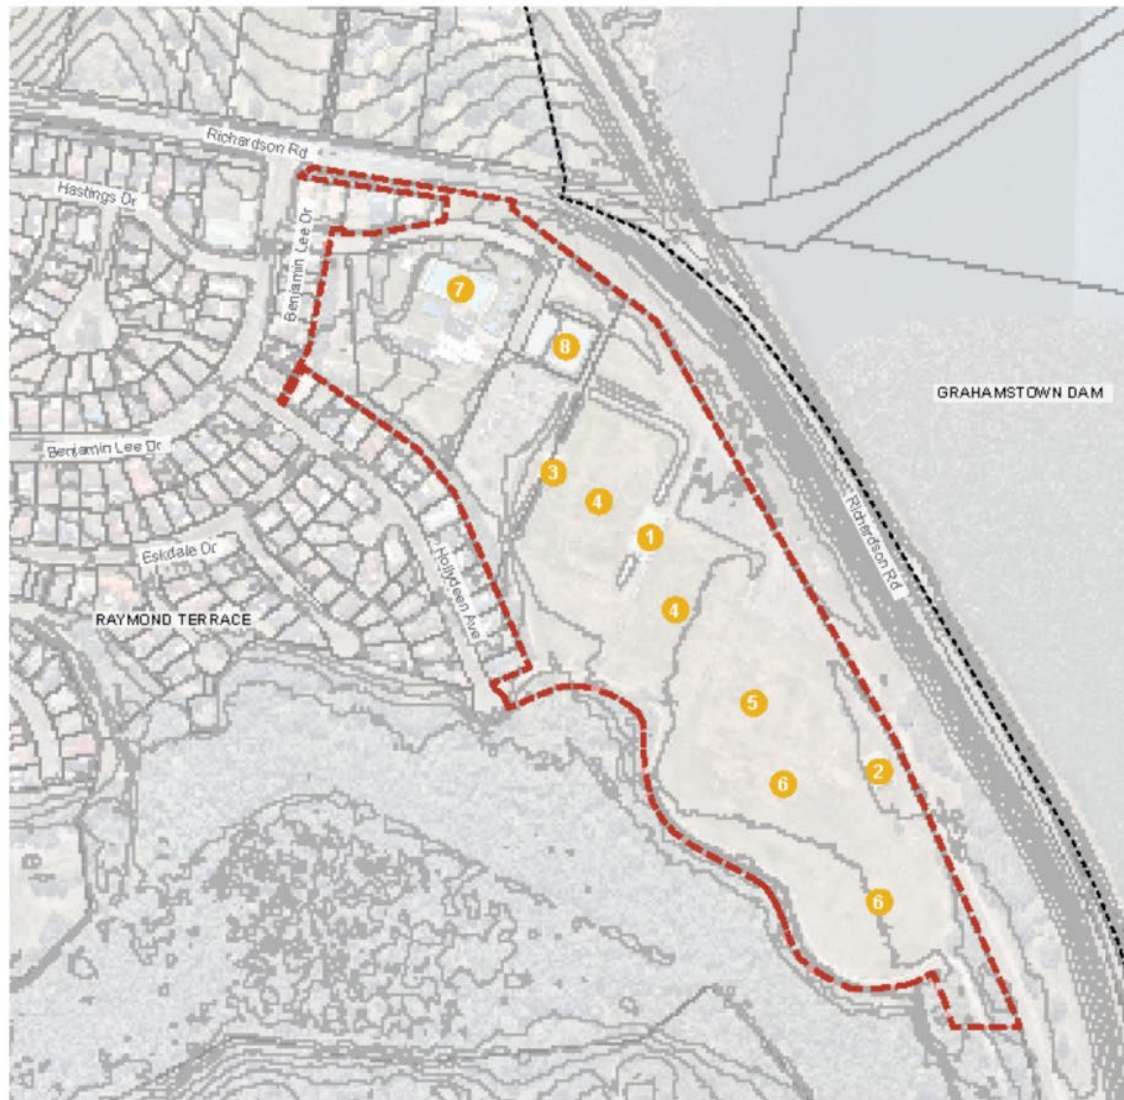 Richardson Rd
Hastings Dr
Benjamin Lee Dr
7
8
GRAHAMSTOWN DAM
Benjamin Lee Dr
3
4
1
Richardson Rd
Eskdale Dr
Hollydeen Ave
4
RAYMOND TERRACE
5
2
6
6